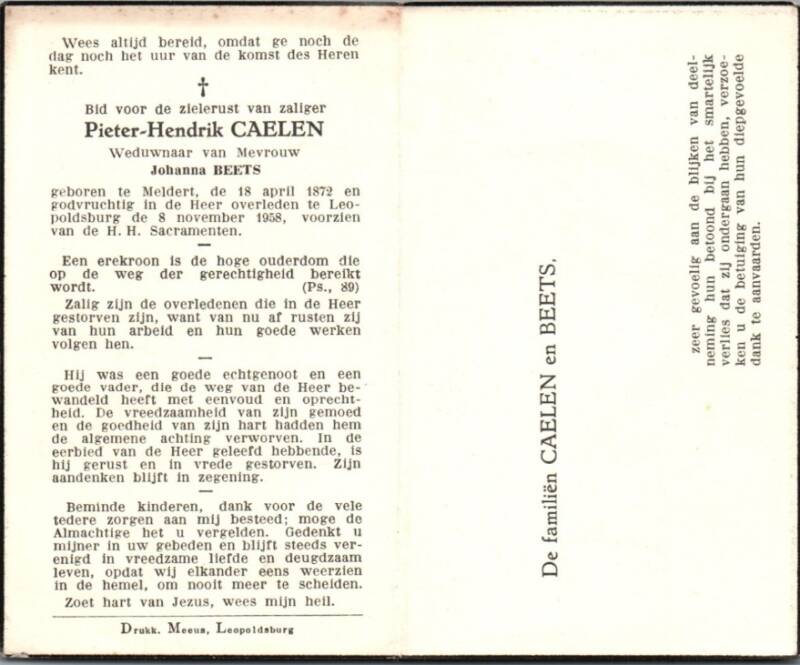 Wees altijd bereid, omdat ge noch de
dag noch het uur van de komst des Heren
kent.
Bid voor de zielerust van zaliger
Pieter-Hendrik CAELEN
Weduwnaar van Mevrouw
Johanna BEETS
geboren te Meldert, de 18 april 1872 en
godvruchtig in de Heer overleden te Leo-
poldsburg de 8 november 1958, voorzien
van de H. H. Sacramenten.
Een erekroon is de hoge ouderdom die
op de weg der gerechtigheid bereikt
wordt. (Ps., 89)
Zalig zijn de overledenen die in de Heer
gestorven zijn, want van nu af rusten zij
van hun arbeid en hun goede werken
volgen hen.
Hij was een goede echtgenoot en een
goede vader, die de weg van de Heer be-
wandeld heeft met eenvoud en oprecht-
heid. De vreedzaamheid van zijn gemoed
en de goedheid van zijn hart hadden hem
de algemene achting verworven. In de
eerbied van de Heer geleefd hebbende, is
hij gerust en in vrede gestorven. Zijn
aandenken blijft in zegening.
Beminde kinderen, dank voor de vele
tedere zorgen aan mij besteed; moge de
Almachtige het u vergelden. Gedenkt u
mijner in uw gebeden en blijft steeds ver-
enigd in vreedzame liefde en deugdzaam
leven, opdat wij elkander eens weerzien
in de hemel, om nooit meer te scheiden.
Zoet hart van Jezus, wees mijn heil.
Drukk. Meeus, Leopoldsburg
De familiën CAELEN en BEETS.
zeer gevoelig aan de blijken van deel-
neming hun betoond bij het smartelijk
verlies dat zij ondergaan hebben, verzoe-
ken u de betuiging van hun diepgevoelde
dank te aanvaarden.